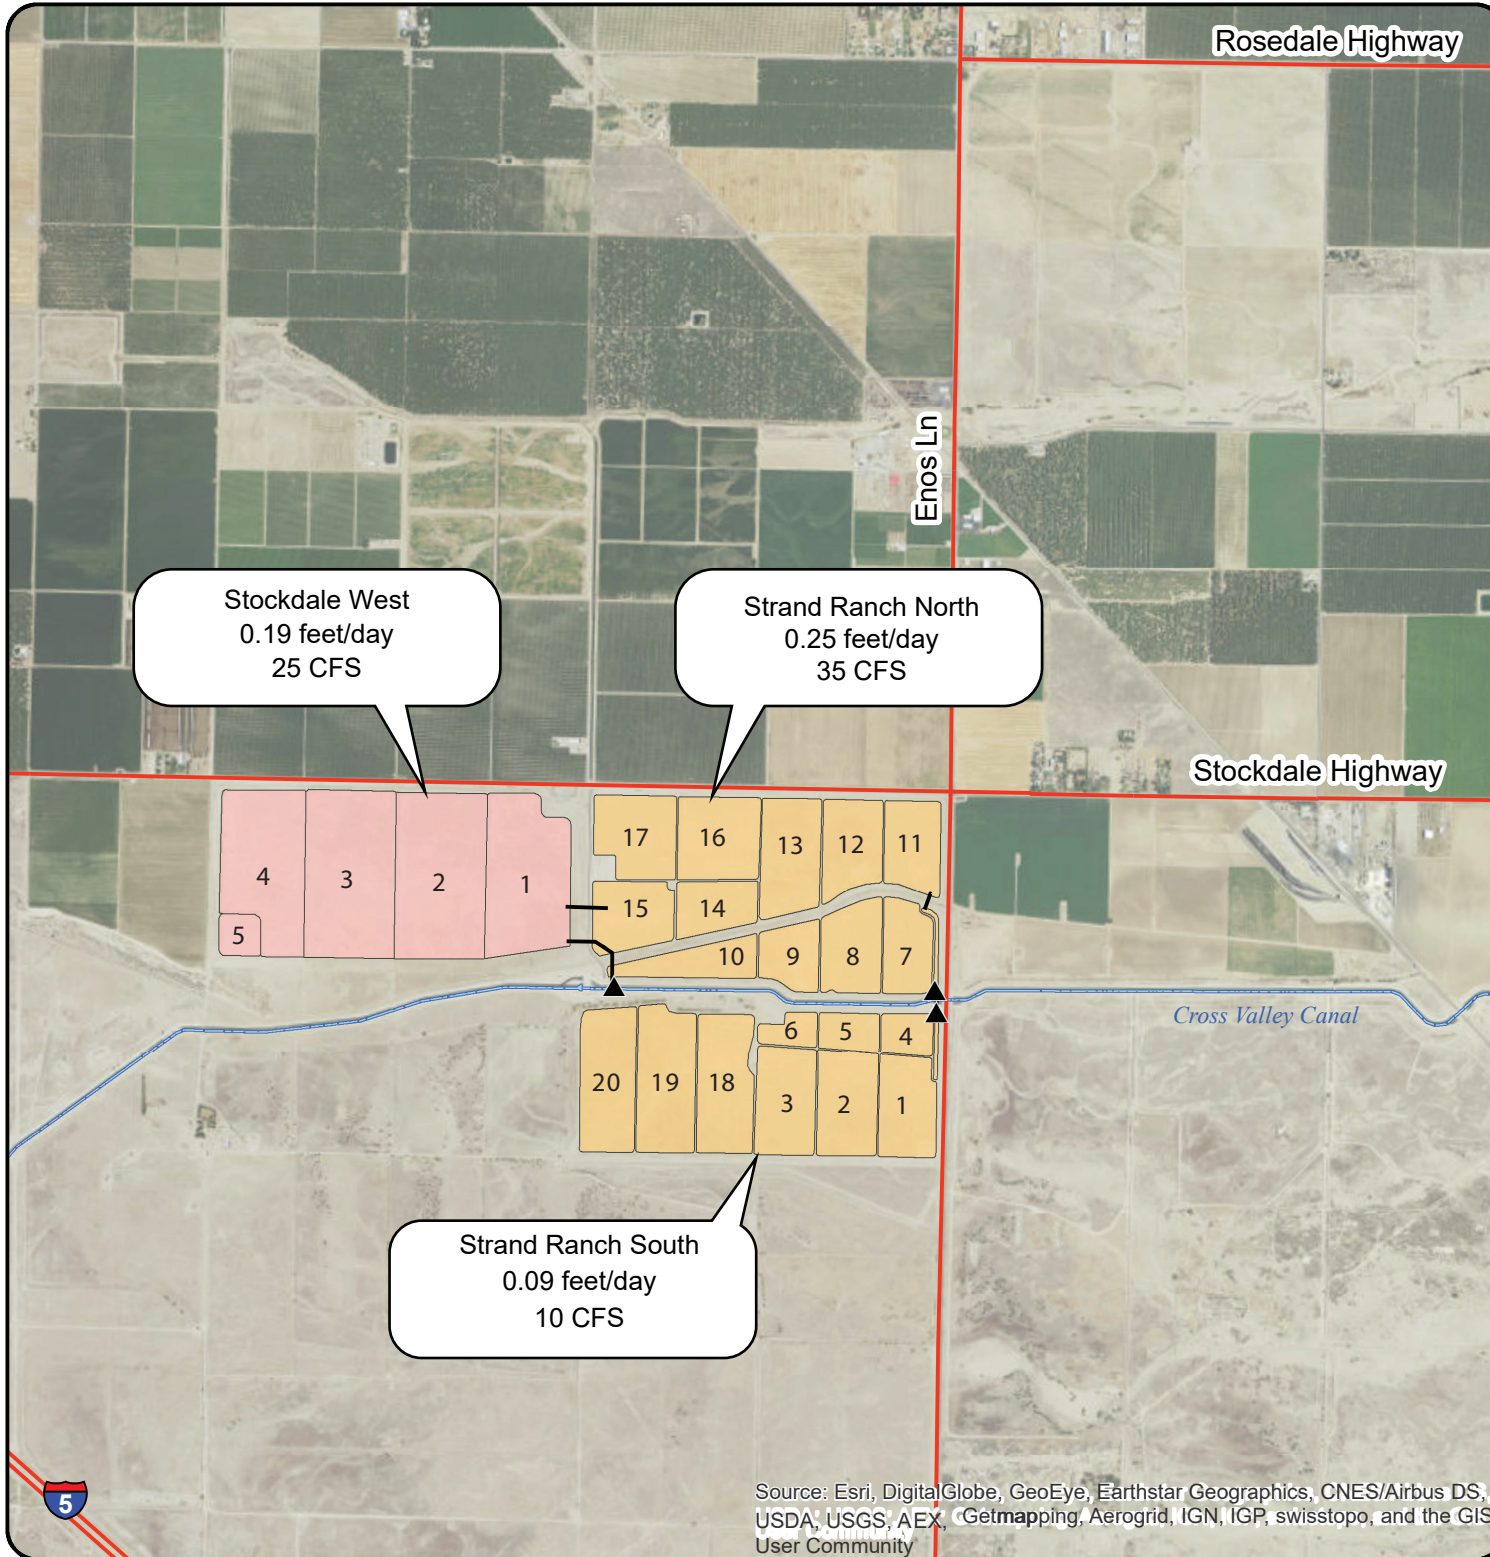 Rosedale Highway
Enos Ln
Stockdale West
0.19 feet/day
25 CFS
Strand Ranch North
0.25 feet/day
35 CFS
Stockdale Highway
17
16
13
12
11
4
3
2
1
15
14
5
10
9
8
7
Cross Valley Canal
6
5
4
20
19
18
3
2
1
Strand Ranch South
0.09 feet/day
10 CFS
5
Source: Esri, DigitalGlobe, GeoEye, Earthstar Geographics, CNES/Airbus DS,
USDA, USGS, AEX, Getmapping, Aerogrid, IGN, IGP, swisstopo, and the GIS
User Community